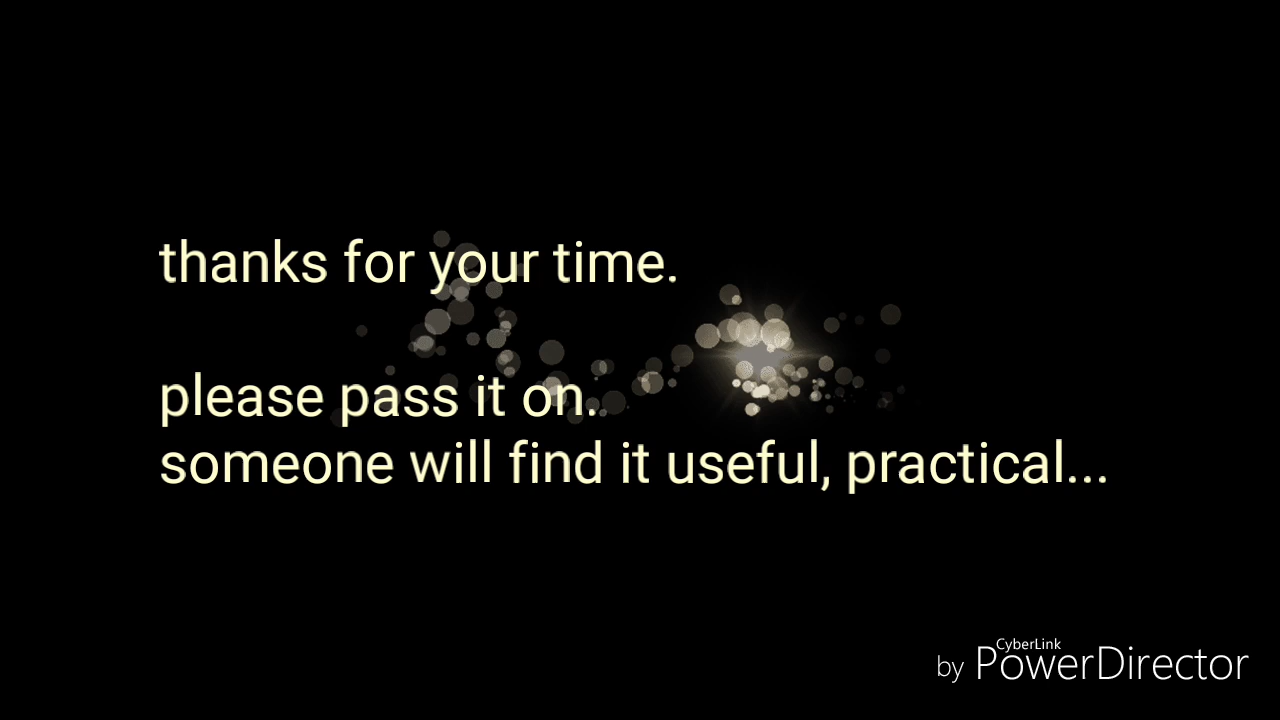 thanks for your time.
please pass it on.
someone will find it useful, practical...
CyberLink
by PowerDirector